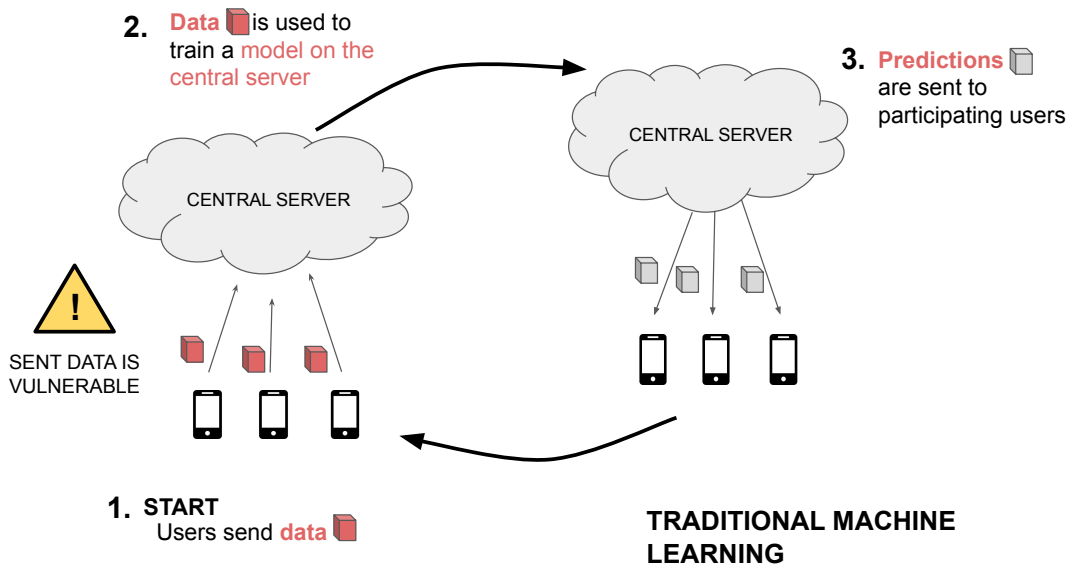 2. Data is used to
train a model on the
central server
3. Predictions
are sent to
participating users
CENTRAL SERVER
CENTRAL SERVER
!
SENT DATA IS
VULNERABLE
1. START
Users send data
TRADITIONAL MACHINE
LEARNING